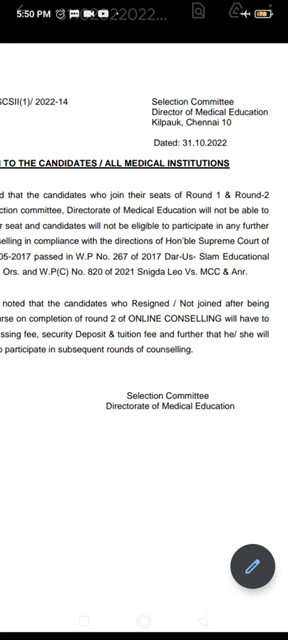 5:50 PM
02022022...
SCSII(1)/ 2022-14
Selection Committee
Director of Medical Education
Kilpauk, Chennai 10
Dated: 31.10.2022
TO THE CANDIDATES / ALL MEDICAL INSTITUTIONS
d that the candidates who join their seats of Round 1 & Round-2
ction committee, Directorate of Medical Education will not be able to
r seat and candidates will not be eligible to participate in any further
selling in compliance with the directions of Hon'ble Supreme Court of
05-2017 passed in W.P No. 267 of 2017 Dar-Us- Slam Educational
Ors. and W.P(C) No. 820 of 2021 Snigda Leo Vs. MCC & Anr.
noted that the candidates who Resigned / Not joined after being
urse on completion of round 2 of ONLINE CONSELLING will have to
ssing fee, security Deposit & tuition fee and further that he/ she will
o participate in subsequent rounds of counselling.
Selection Committee
Directorate of Medical Education